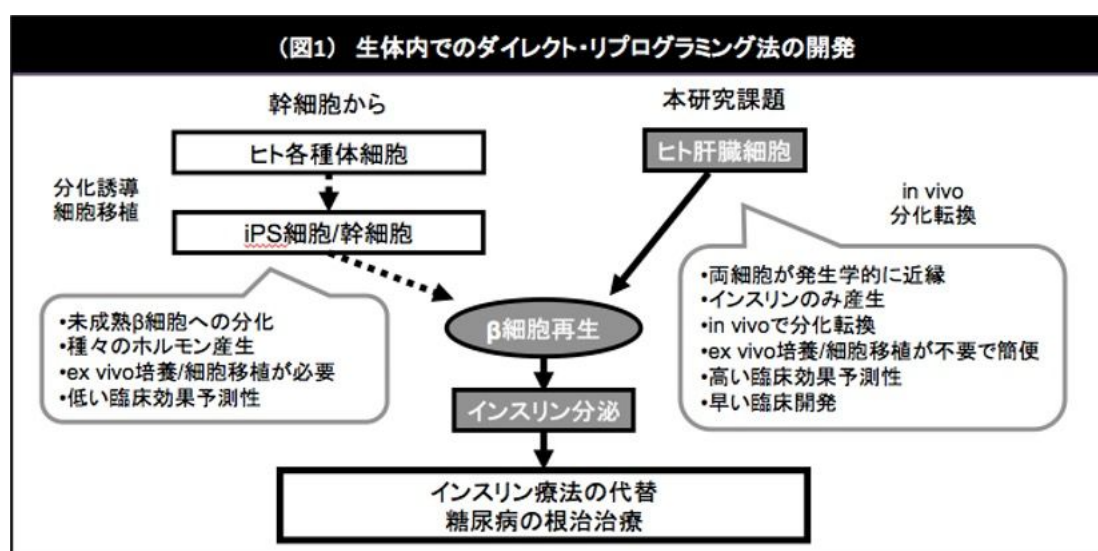 （図1） 生体内でのダイレクト・リプログラミング法の開発
幹細胞から
ヒト各種体細胞
分化誘導
細胞移植
iPS細胞/幹細胞
•未成熟β細胞への分化
•種々のホルモン産生
•ex vivo培養/細胞移植が必要
•低い臨床効果予測性
本研究課題
ヒト肝臓細胞
in vivo
分化転換
•両細胞が発生学的に近縁
•インスリンのみ産生
•in vivoで分化転換
•ex vivo培養/細胞移植が不要で簡便
•高い臨床効果予測性
•早い臨床開発
β細胞再生
インスリン分泌
インスリン療法の代替
糖尿病の根治治療